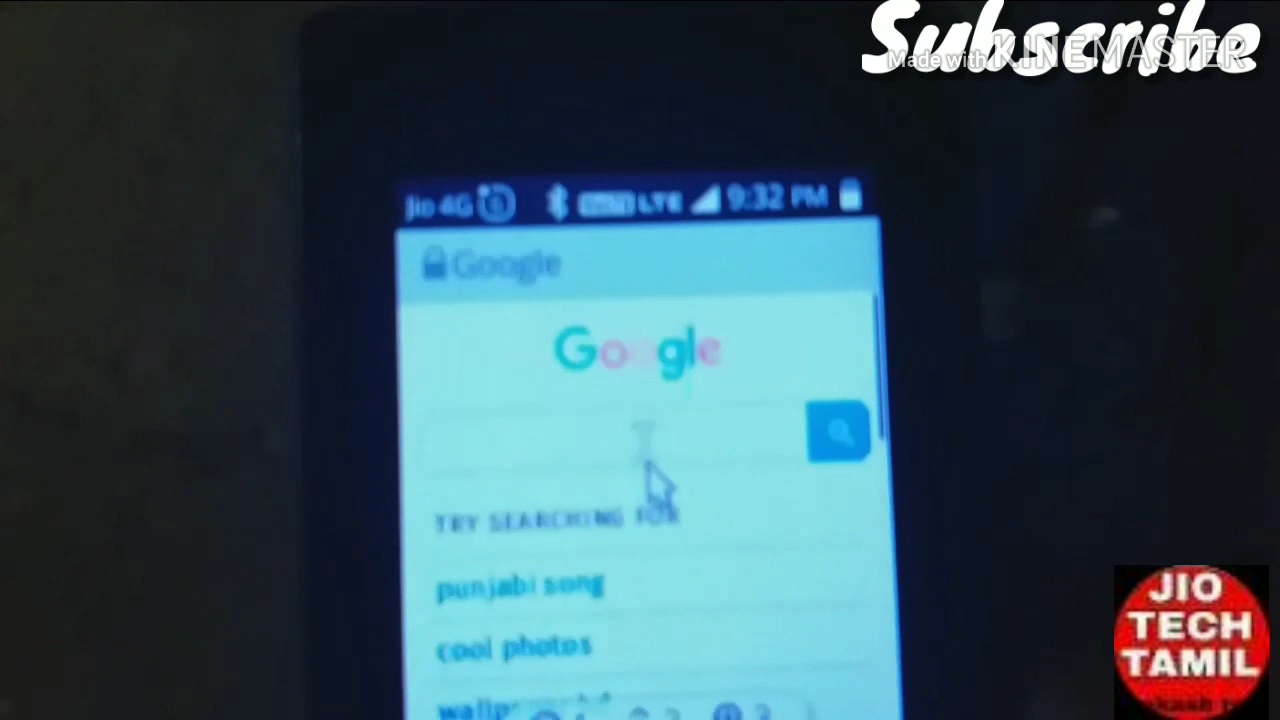 Subscribe
Made with KINEMASTER
Jio 4G LTE 9:32 PM
Google
Google
TRY SEARCHING FOR
punjabi song
cool photos
JIO
TECH
TAMIL